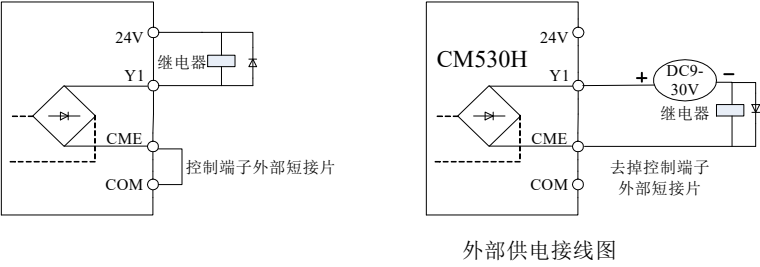 24V
继电器
Y1
CME
控制端子外部短接片
COM
CM530H
24V
Y1
+
DC9-
30V
−
继电器
CME
去掉控制端子
外部短接片
COM
外部供电接线图